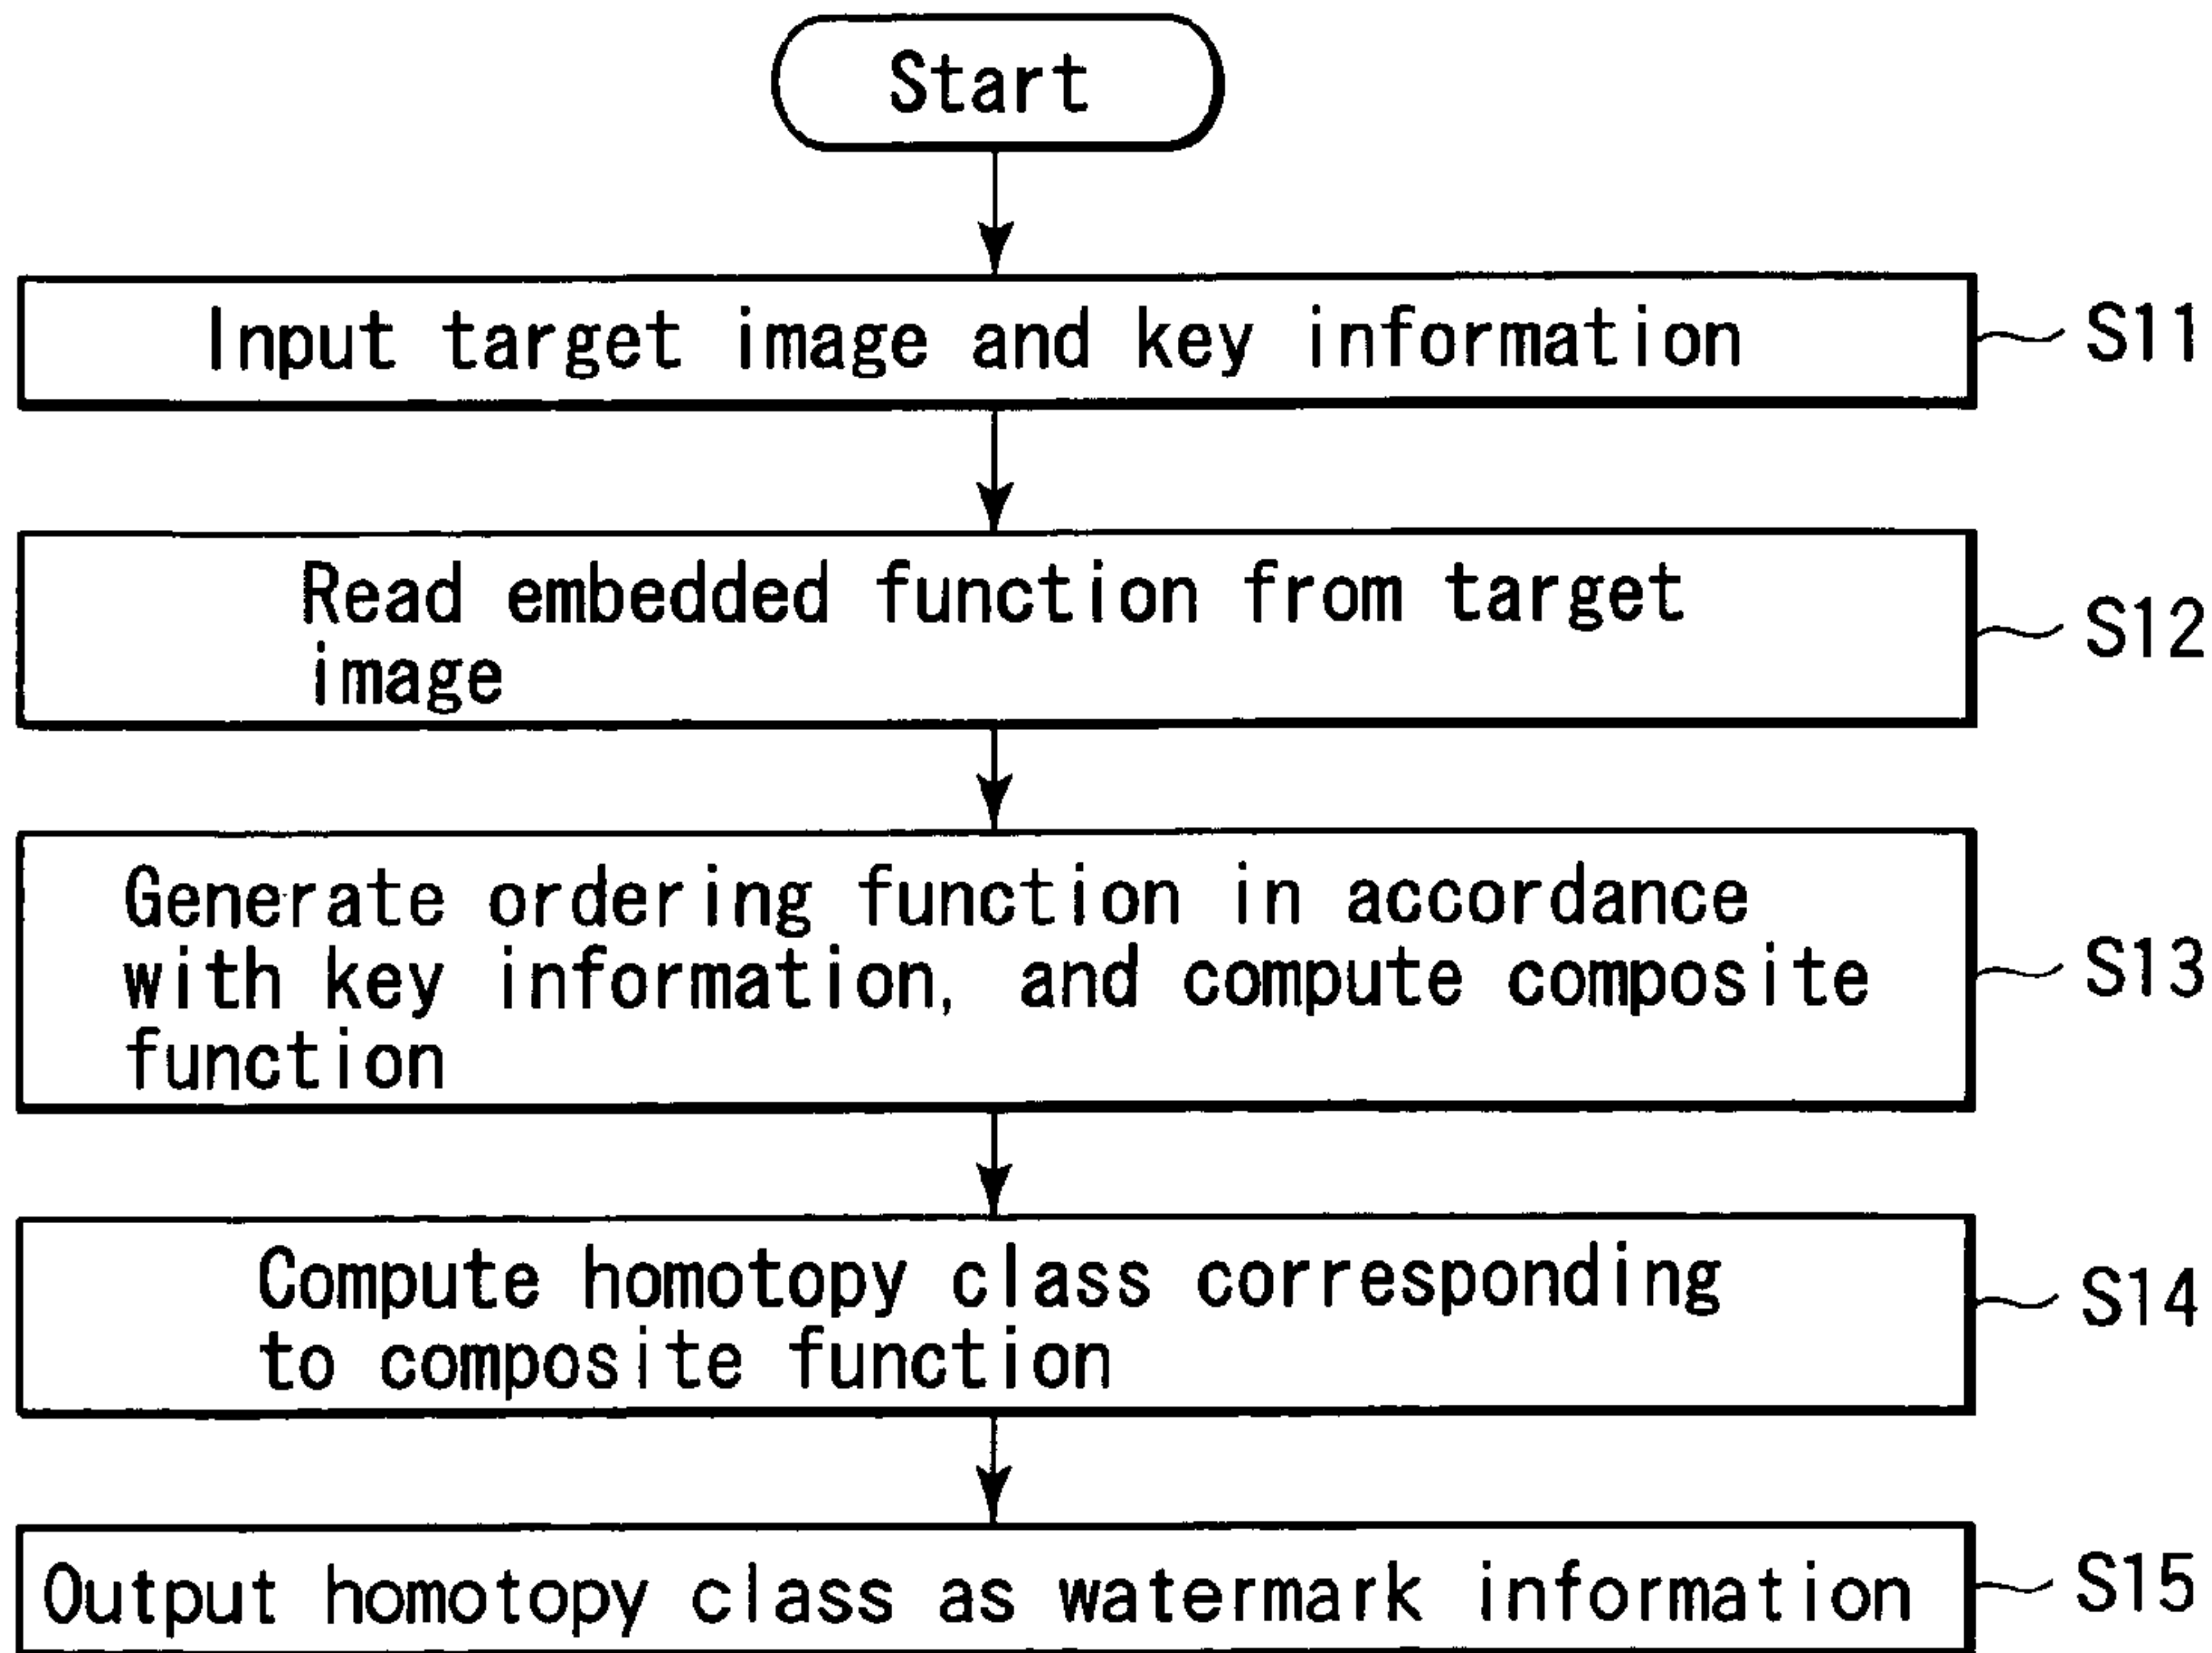 Start
Input target image and key information
S11
Read embedded function from target
image
S12
Generate ordering function in accordance
with key information, and compute composite
function
S13
Compute homotopy class corresponding
to composite function
S14
Output homotopy class as watermark information
S15